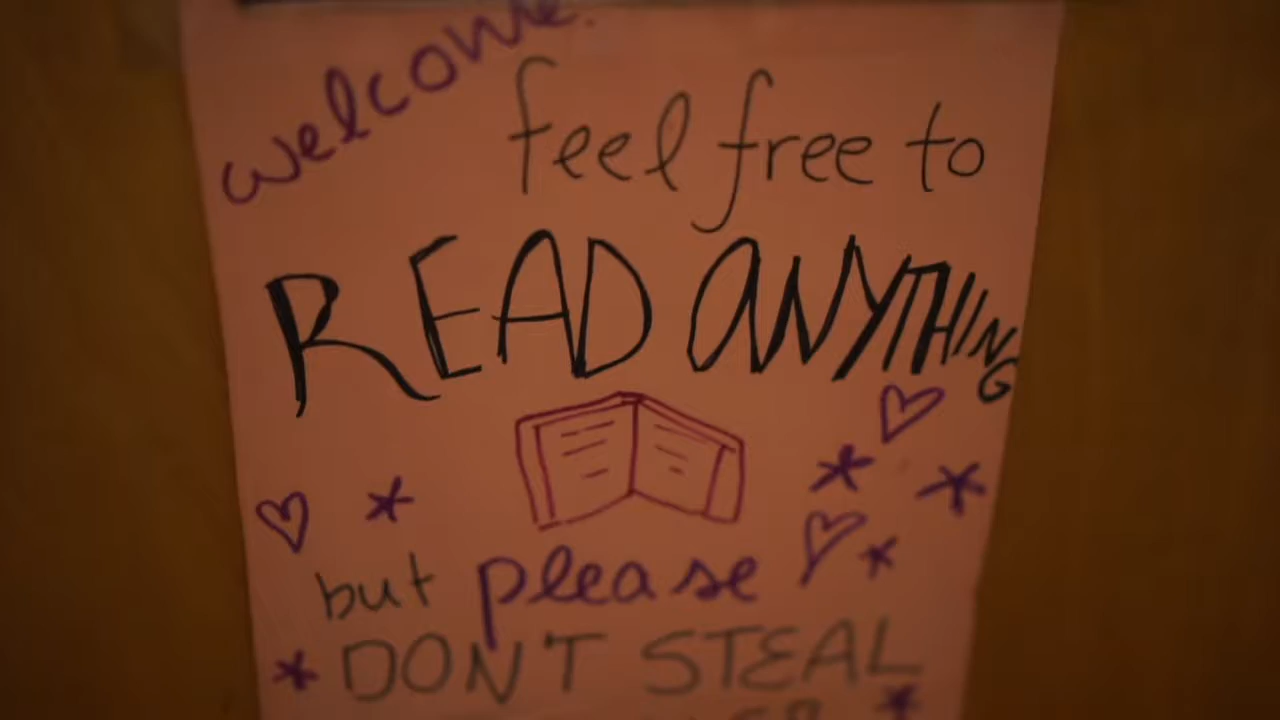 welcome.
feel free to
READ ANYTHING
but please
DON'T STEAL